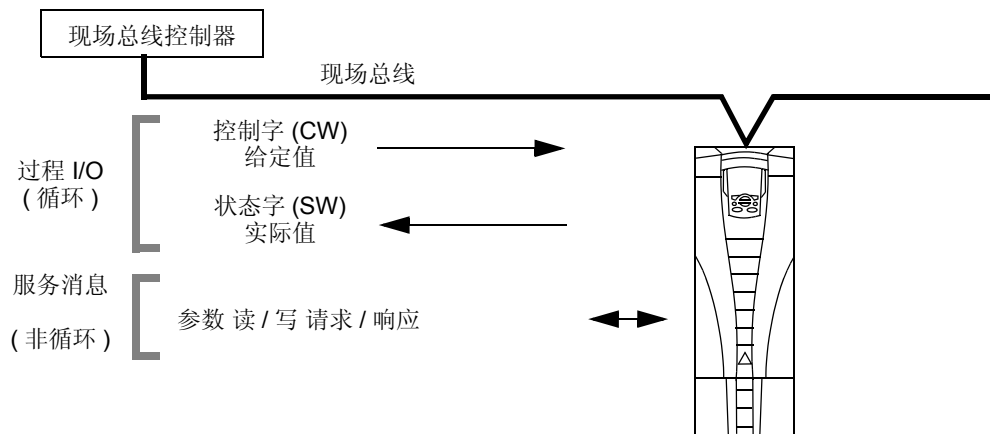 现场总线控制器
现场总线
控制字 (CW)
给定值
过程 I/O
( 循环 )
状态字 (SW)
实际值
服务消息
( 非循环 )
参数 读 / 写 请求 / 响应